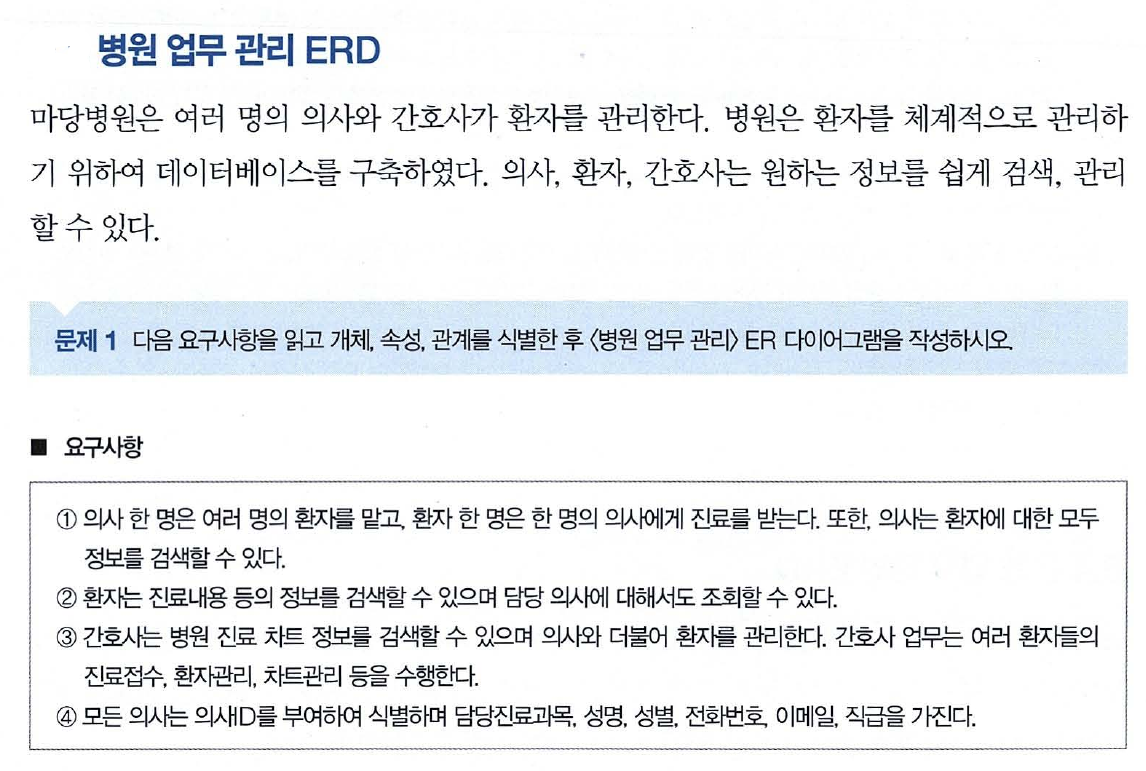 병원 업무 관리 ERD
마당병원은 여러 명의 의사와 간호사가 환자를 관리한다. 병원은 환자를 체계적으로 관리하
기 위하여 데이터베이스를 구축하였다. 의사, 환자, 간호사는 원하는 정보를 쉽게 검색, 관리
할 수 있다.
문제 1 다음 요구사항을 읽고 개체, 속성, 관계를 식별한 후 〈병원 업무 관리〉 ER 다이어그램을 작성하시오.
■ 요구사항
① 의사 한 명은 여러 명의 환자를 맡고, 환자 한 명은 한 명의 의사에게 진료를 받는다. 또한, 의사는 환자에 대한 모두
정보를 검색할 수 있다.
② 환자는 진료내용 등의 정보를 검색할 수 있으며 담당 의사에 대해서도 조회할 수 있다.
③ 간호사는 병원 진료 차트 정보를 검색할 수 있으며 의사와 더불어 환자를 관리한다. 간호사 업무는 여러 환자들의
진료접수, 환자관리, 차트관리 등을 수행한다.
④ 모든 의사는 의사ID를 부여하여 식별하며 담당진료과목, 성명, 성별, 전화번호, 이메일, 직급을 가진다.